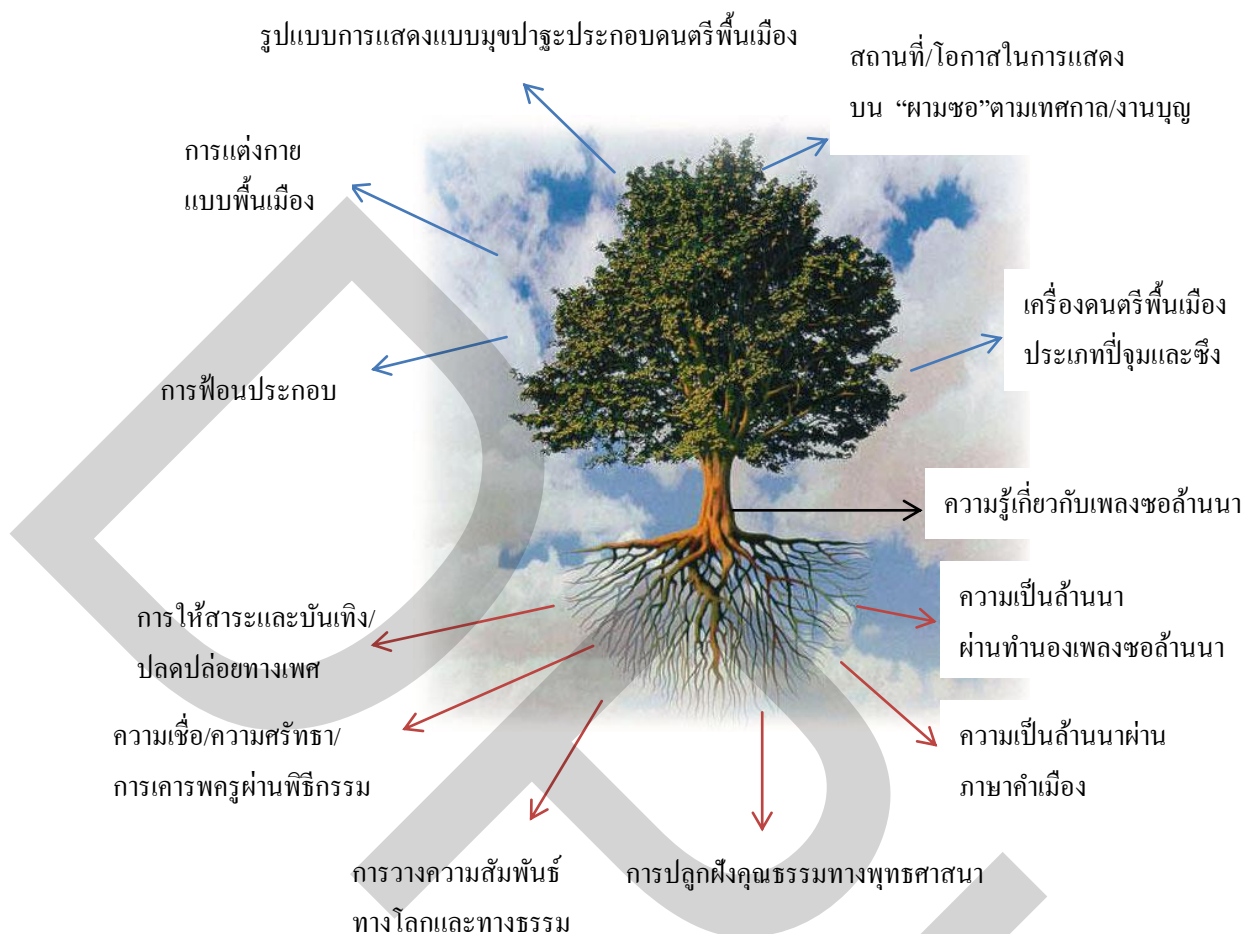 รูปแบบการแสดงแบบมุขปาฐะประกอบดนตรีพื้นเมือง
สถานที่/โอกาสในการแสดง
บน “ผามซอ”ตามเทศกาล/งานบุญ
การแต่งกาย
แบบพื้นเมือง
เครื่องดนตรีพื้นเมือง
ประเภทปี่จุมและซึง
การฟ้อนประกอบ
ความรู้เกี่ยวกับเพลงซอล้านนา
ความเป็นล้านนา
ผ่านทำนองเพลงซอล้านนา
การให้สาระและบันเทิง/
ปลดปล่อยทางเพศ
ความเชื่อ/ความศรัทธา/
การเคารพครูผ่านพิธีกรรม
ความเป็นล้านนาผ่าน
ภาษาคำเมือง
การวางความสัมพันธ์
ทางโลกและทางธรรม
การปลูกฝังคุณธรรมทางพุทธศาสนา